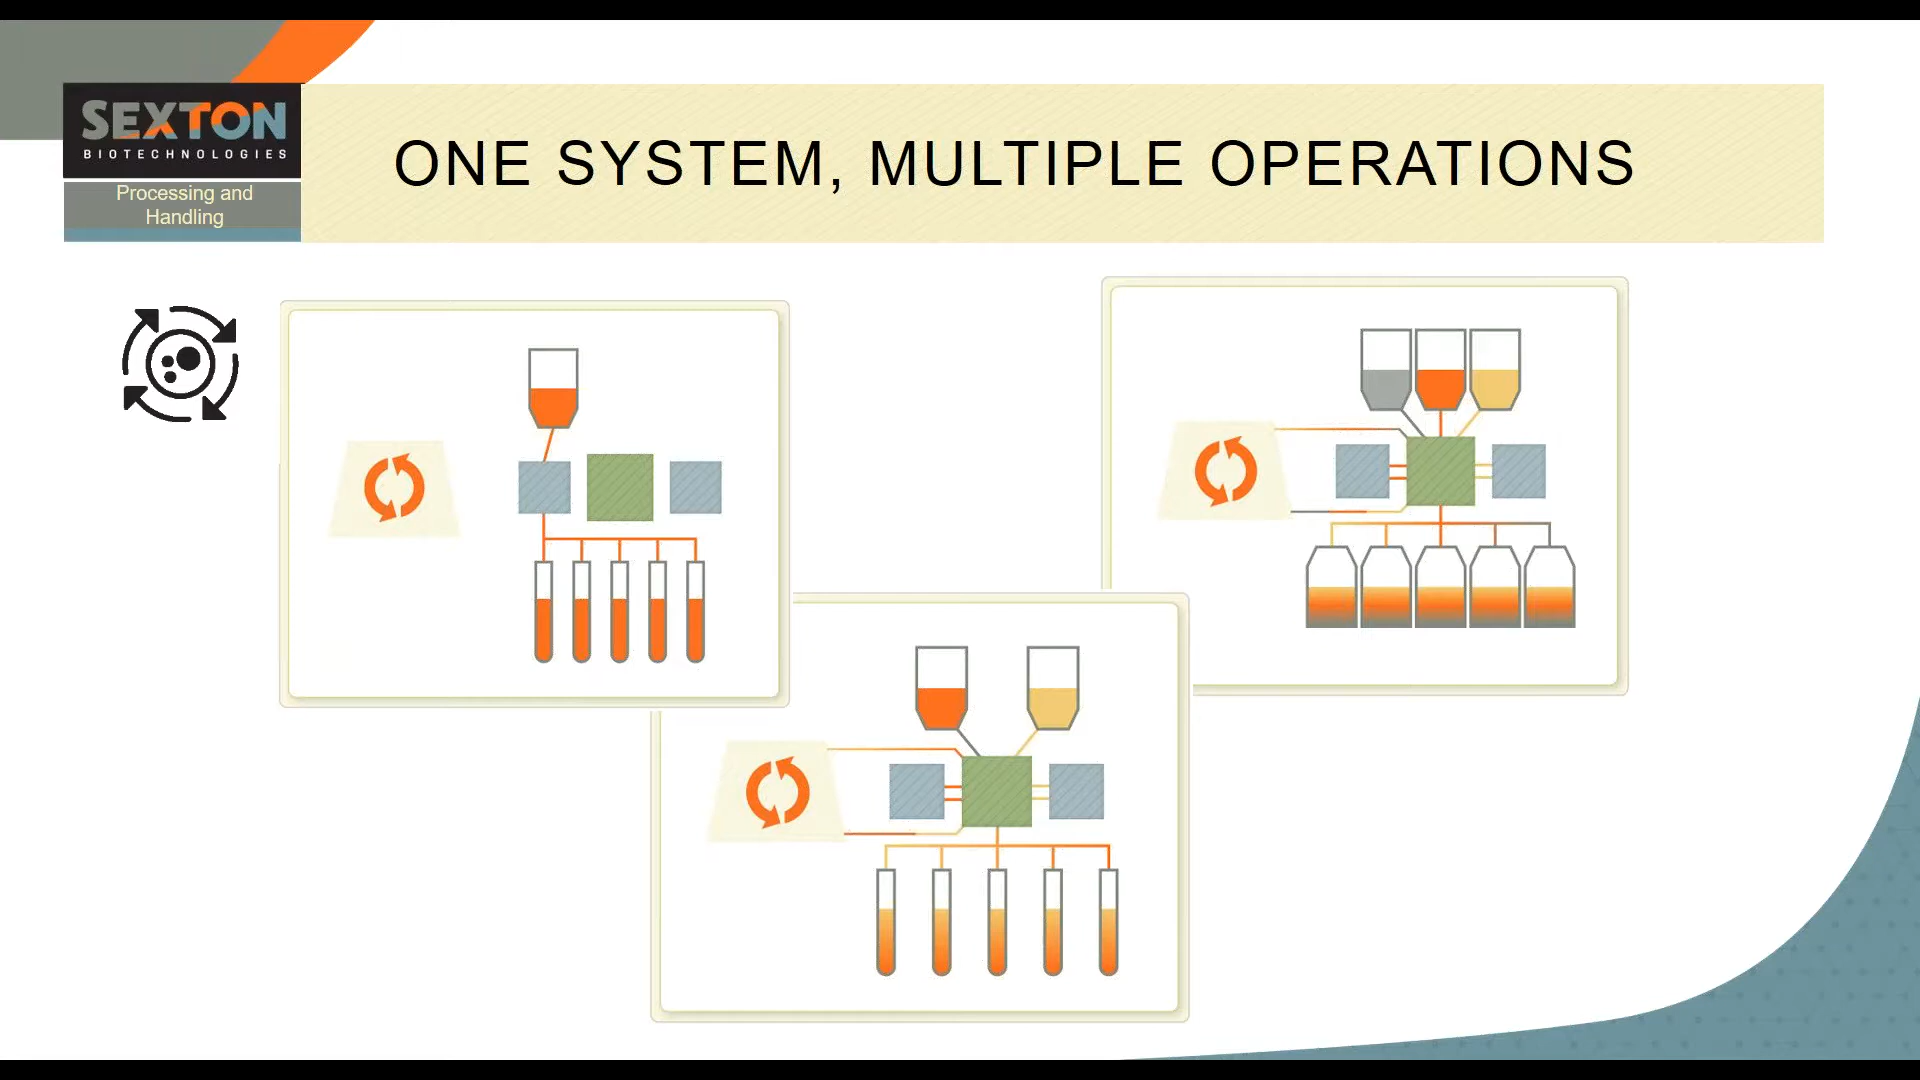 SEXTON
BIOTECHNOLOGIES
Processing and
Handling
ONE SYSTEM, MULTIPLE OPERATIONS